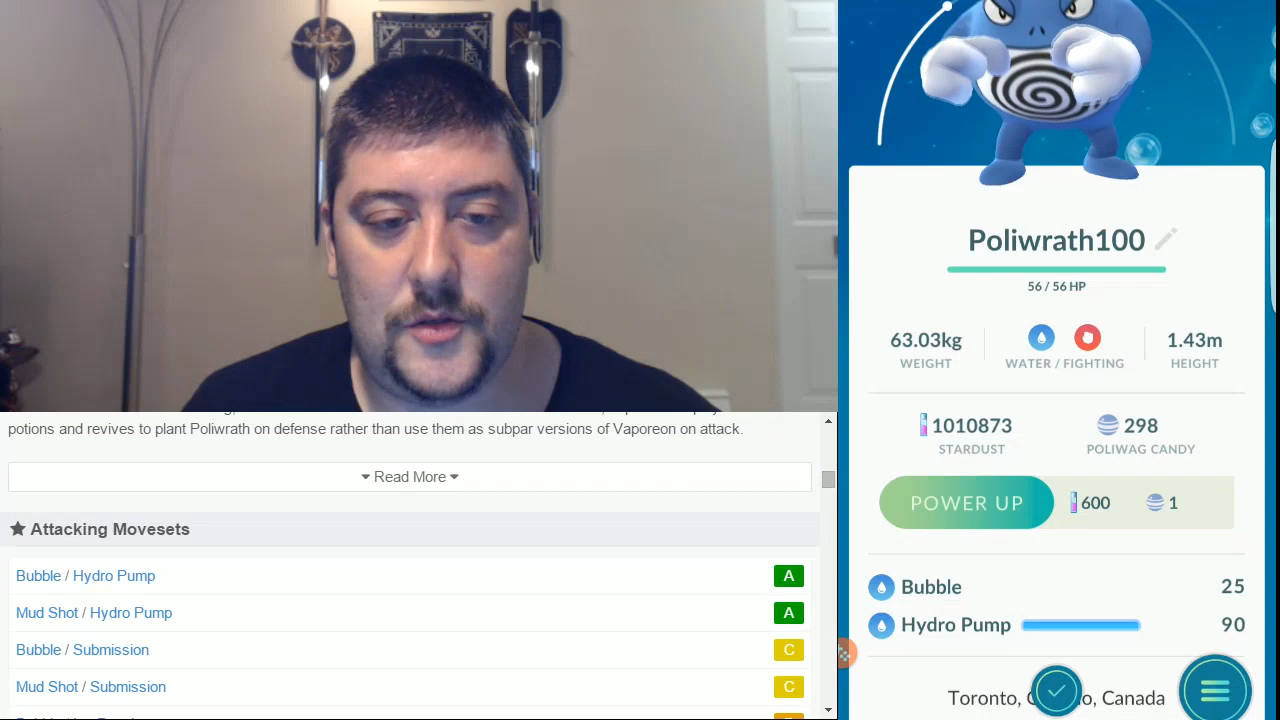 potions and revives to plant Poliwrath on defense rather than use them as subpar versions of Vaporeon on attack.
Read More
Attacking Movesets
Bubble / Hydro Pump A
Mud Shot / Hydro Pump A
Bubble / Submission C
Mud Shot / Submission C
Poliwrath100
56 / 56 HP
63.03kg
WEIGHT
WATER / FIGHTING
1.43m
HEIGHT
1010873
STARDUST
298
POLIWAG CANDY
POWER UP 600 1
Bubble 25
Hydro Pump 90
Toronto, Canada